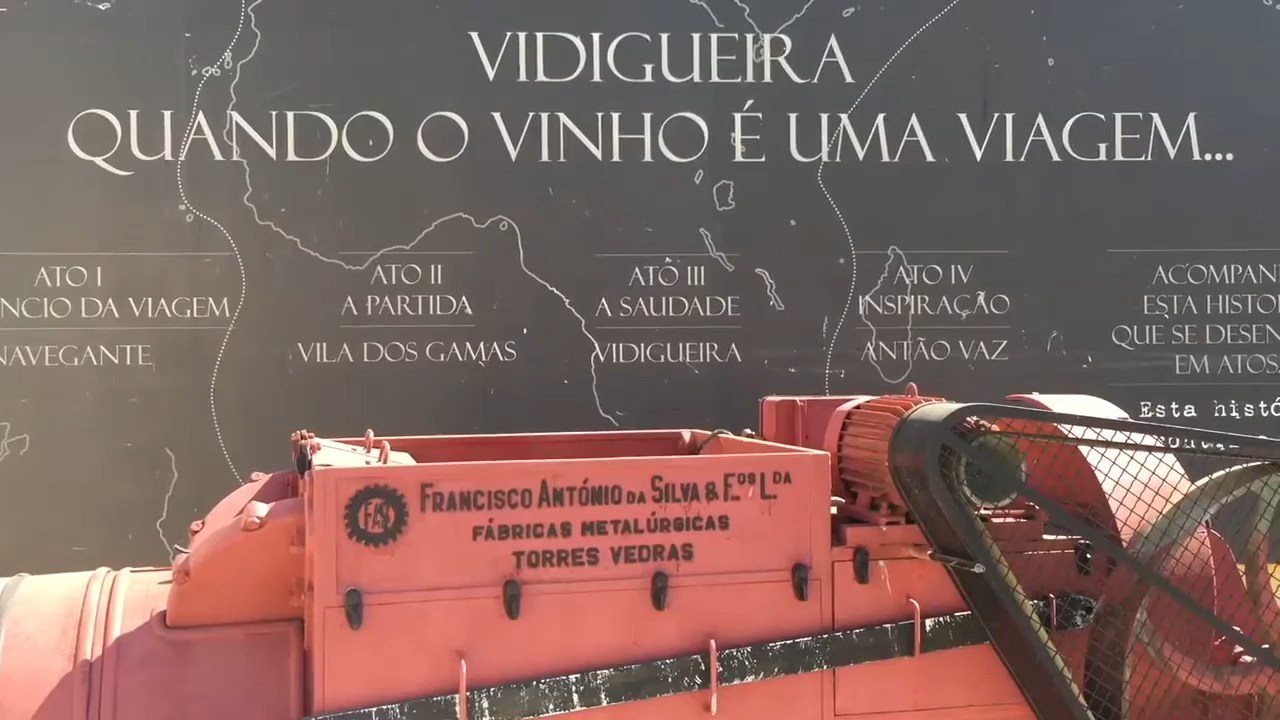 VIDIGUEIRA
QUANDO O VINHO É UMA VIAGEM...
ATO I
NCIO DA VIAGEM
NAVEGANTE
ATO II
A PARTIDA
VILA DOS GAMAS
ATO III
A SAUDADE
VIDIGUEIRA
ATO IV
INSPIRAÇÃO
ANTÃO VAZ
ACOMPAN
ESTA HISTO
QUE SE DESEN
EM ATOS
Esta histó
FAS
FRANCISCO ANTÓNIO DA SILVA & F.OS L.DA
FÁBRICAS METALÚRGICAS
TORRES VEDRAS